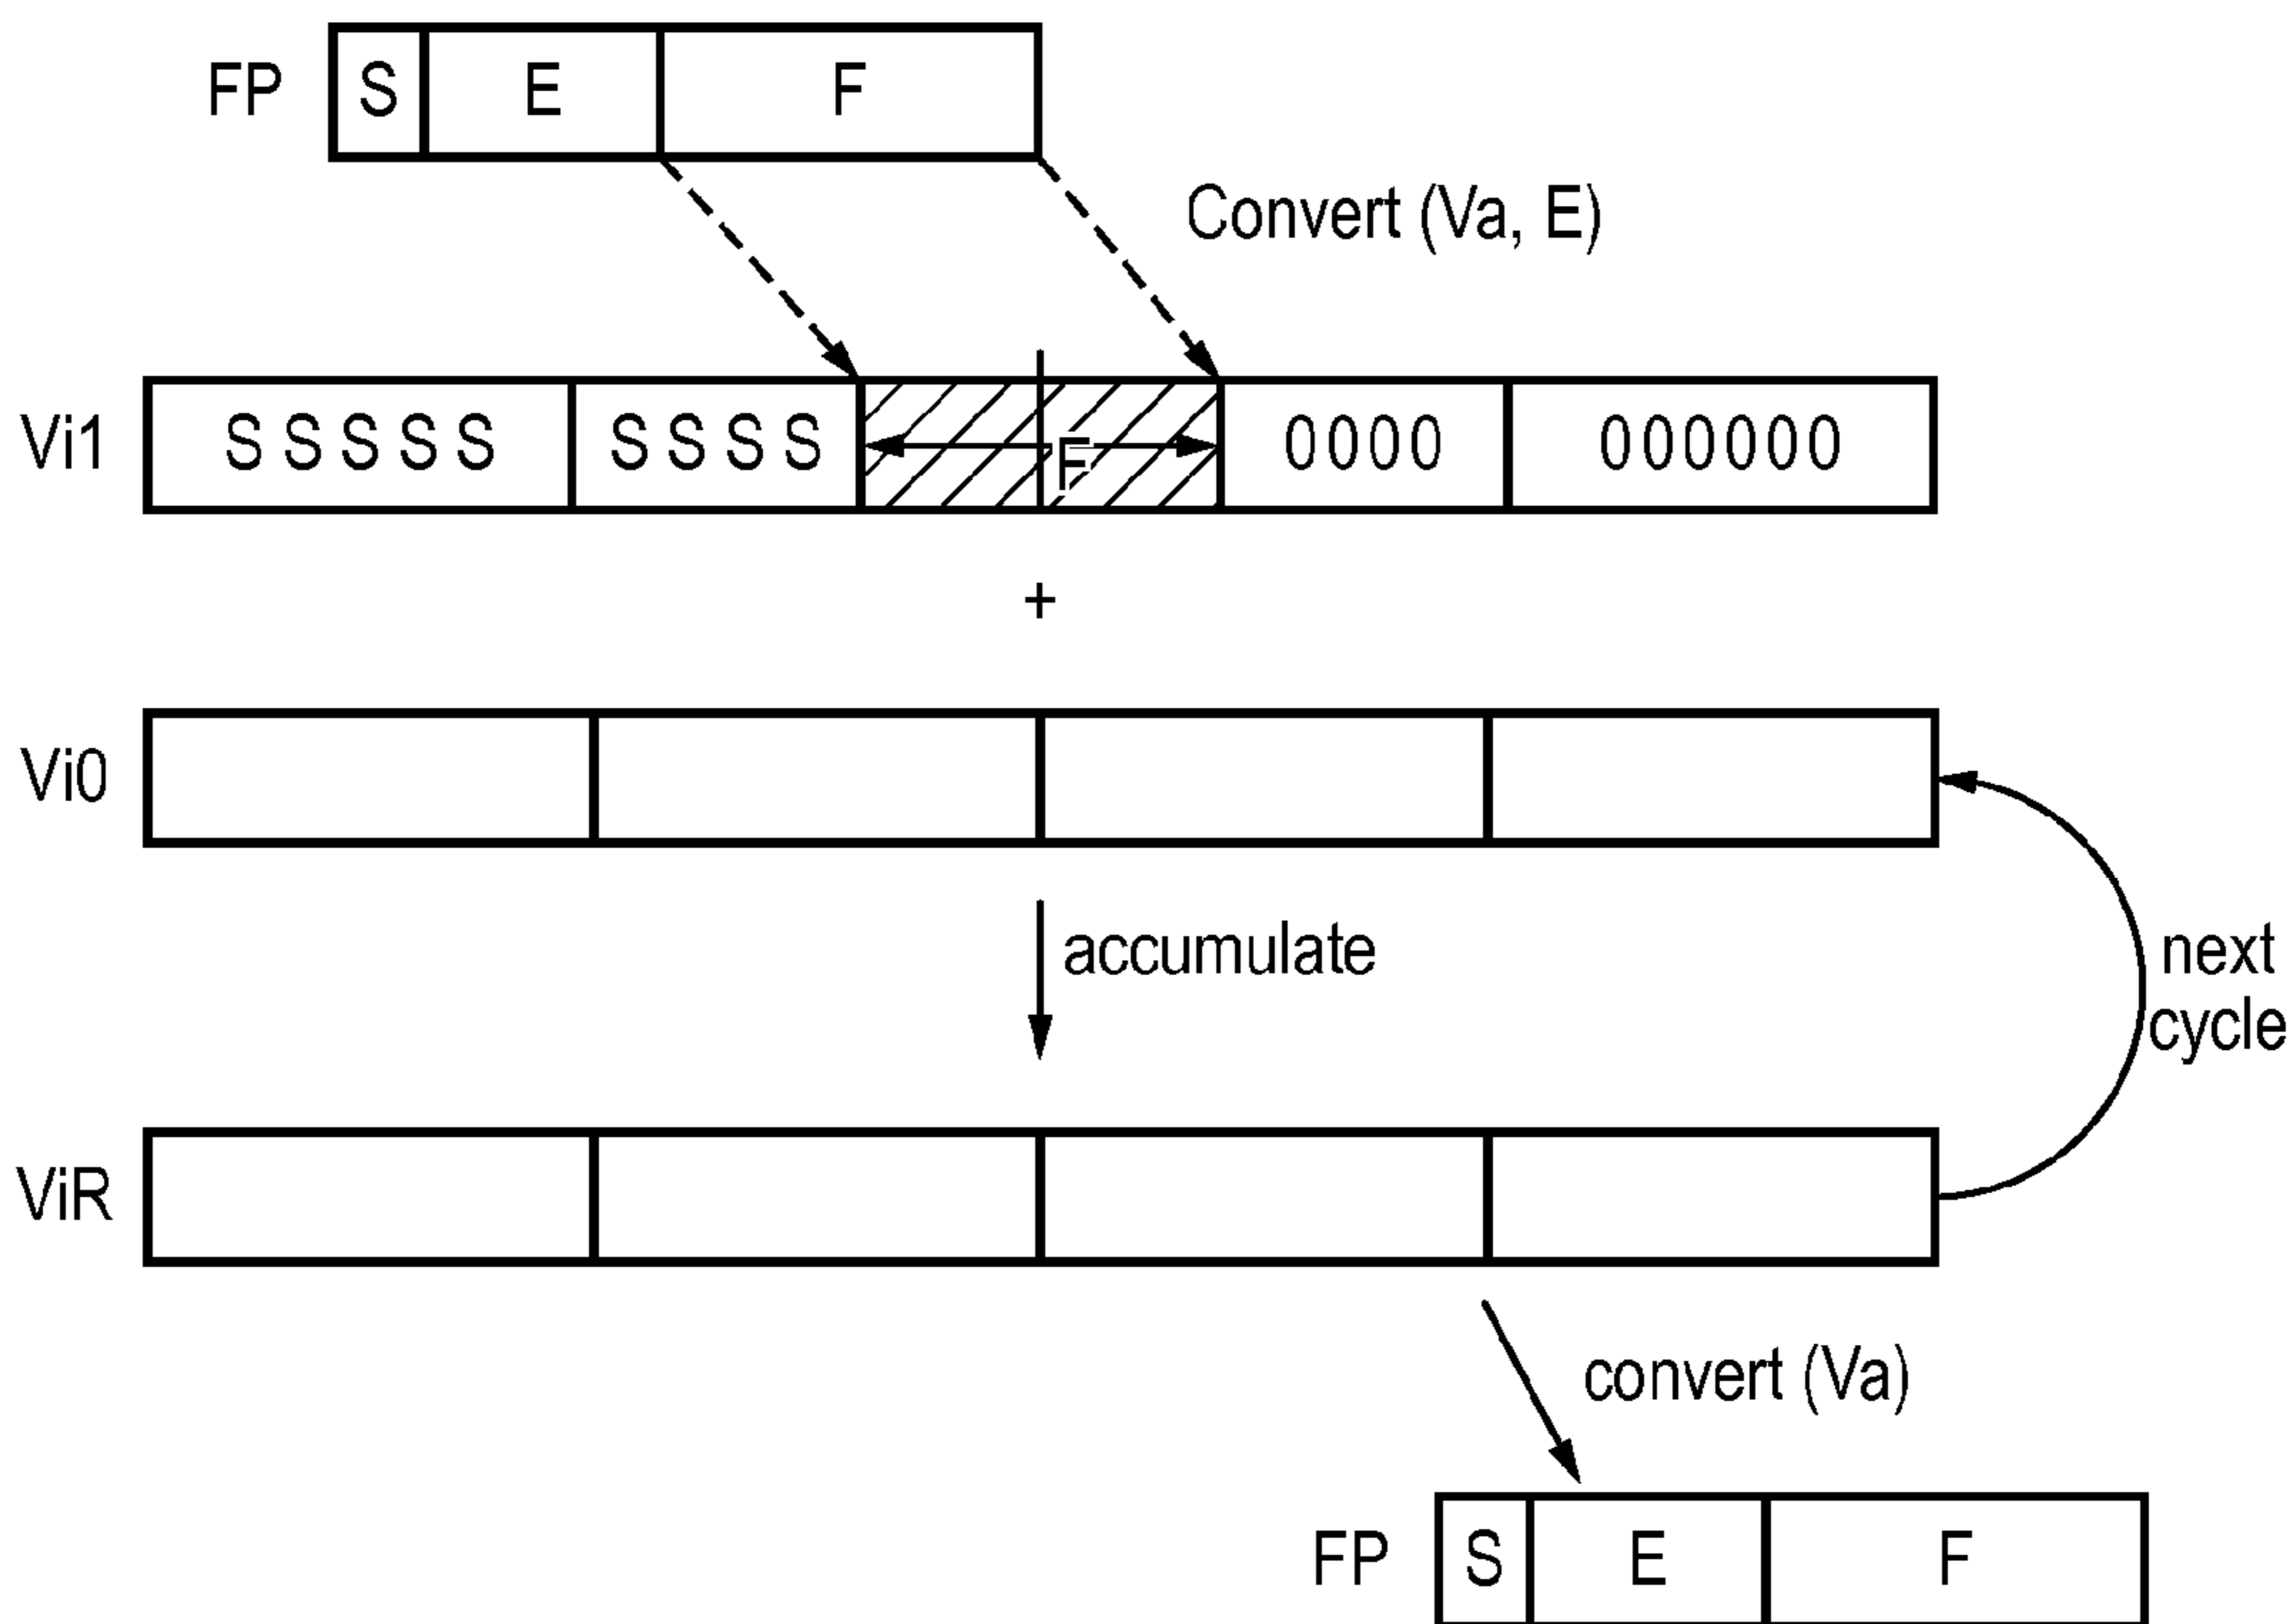 FP S E F
Convert (Va, E)
Vi1 S S S S S S S S S F 0000 000000
+
Vi0
accumulate
next
cycle
ViR
convert (Va)
FP S E F